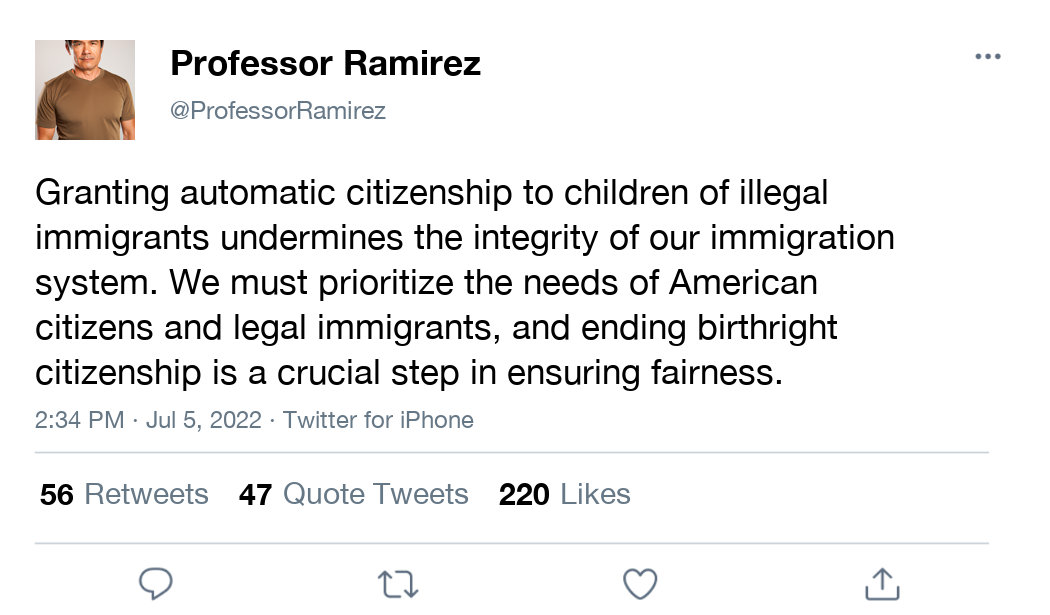 Professor Ramirez
@ProfessorRamirez
Granting automatic citizenship to children of illegal
immigrants undermines the integrity of our immigration
system. We must prioritize the needs of American
citizens and legal immigrants, and ending birthright
citizenship is a crucial step in ensuring fairness.
2:34 PM · Jul 5, 2022 · Twitter for iPhone
56 Retweets 47 Quote Tweets 220 Likes